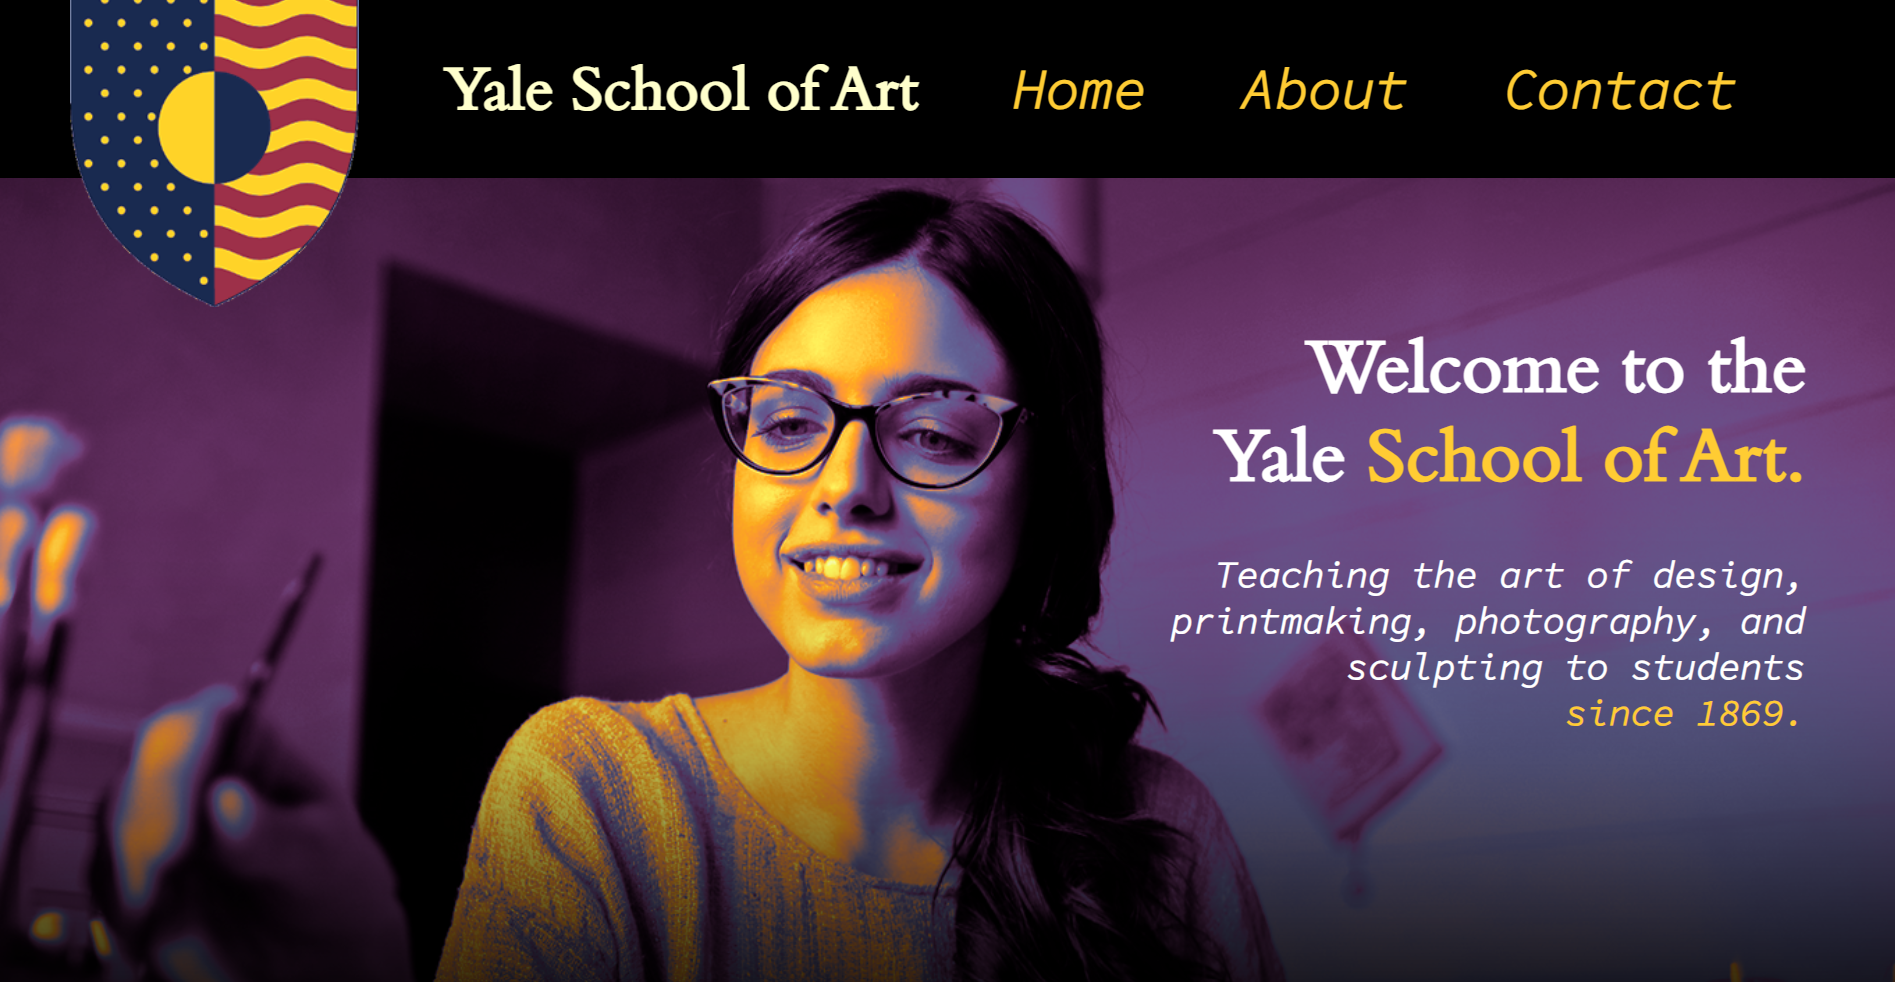 Yale School of Art
Home
About
Contact
Welcome to the
Yale School of Art.
Teaching the art of design,
printmaking, photography, and
sculpting to students
since 1869.